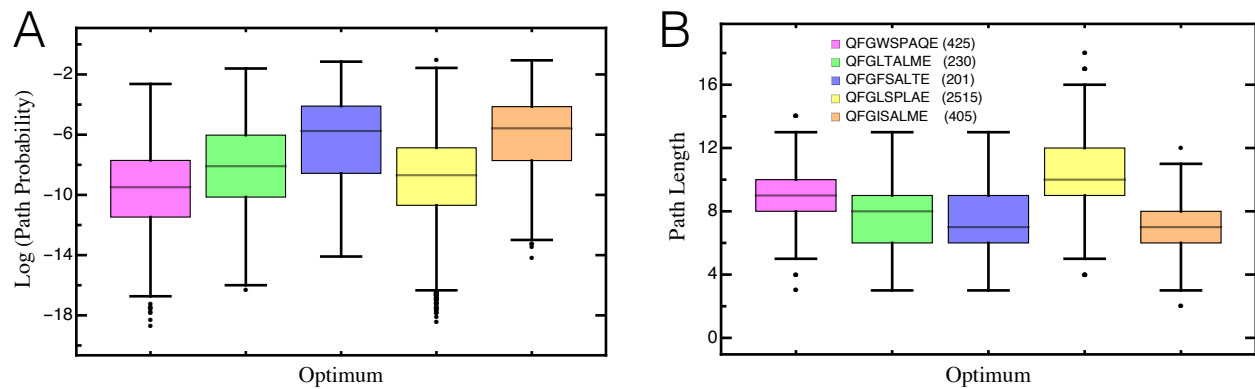 A
Log (Path Probability)
−2
−6
−10
−14
−18
Optimum
B
Path Length
16
12
8
4
0
QFGWSPAQE (425)
QFGLTALME (230)
QFGFSALTE (201)
QFGLSPLAE (2515)
QFGISALME (405)
Optimum